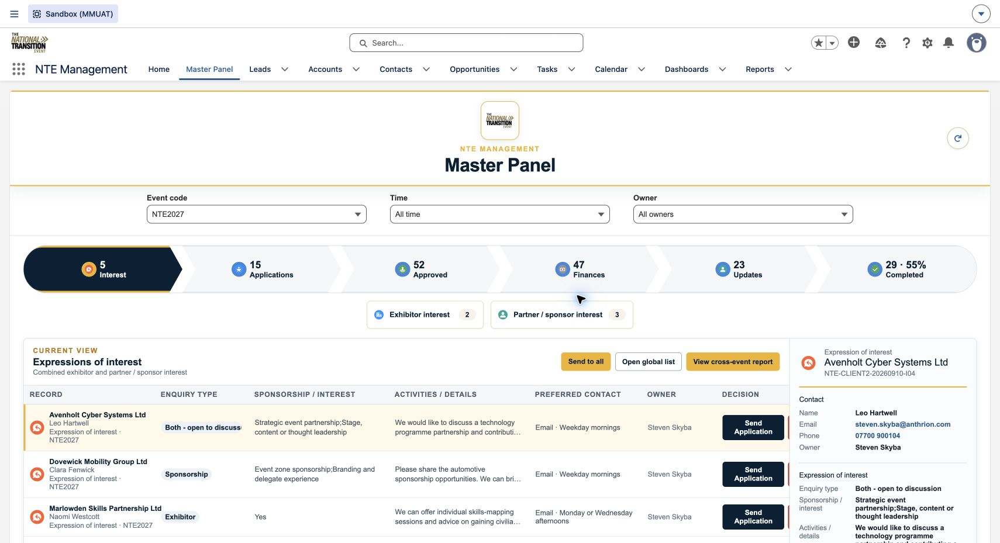 Sandbox (MMUAT)
THE
NATIONAL
TRANSITION
EVENT
Search...
NTE Management
Home
Master Panel
Leads
Accounts
Contacts
Opportunities
Tasks
Calendar
Dashboards
Reports
THE
NATIONAL
TRANSITION
EVENT
NTE MANAGEMENT
Master Panel
Event code
NTE2027
Time
All time
Owner
All owners
5
Interest
15
Applications
52
Approved
47
Finances
23
Updates
29 · 55%
Completed
Exhibitor interest 2
Partner / sponsor interest 3
CURRENT VIEW
Expressions of interest
Combined exhibitor and partner / sponsor interest
Send to all
Open global list
View cross-event report
RECORD
ENQUIRY TYPE
SPONSORSHIP / INTEREST
ACTIVITIES / DETAILS
PREFERRED CONTACT
OWNER
DECISION
Avenholt Cyber Systems Ltd
Leo Hartwell
Expression of interest ·
NTE2027
Both - open to discuss
Strategic event partnership;Stage,
content or thought leadership
We would like to discuss a technology
programme partnership and contributi...
Email · Weekday mornings
Steven Skyba
Send
Application
Dovewick Mobility Group Ltd
Clara Fenwick
Expression of interest ·
NTE2027
Sponsorship
Event zone sponsorship;Branding and
delegate experience
Please share the automotive
sponsorship opportunities. We can bri...
Email · Weekday mornings
Steven Skyba
Send
Application
Marlowden Skills Partnership Ltd
Naomi Westcott
Expression of interest · NTE2027
Exhibitor
Yes
We can offer individual skills-mapping
sessions and advice on gaining civilia...
Email · Monday or Wednesday
afternoons
Steven Skyba
Send
Application
Expression of interest
Avenholt Cyber Systems Ltd
NTE-CLIENT2-20260910-I04
Contact
Name Leo Hartwell
Email steven.skyba@anthrion.com
Phone 07700 900104
Owner Steven Skyba
Expression of interest
Enquiry type Both - open to discussion
Sponsorship /
interest
Strategic event
partnership;Stage, content or
thought leadership
Activities /
details
We would like to discuss a
technology programme